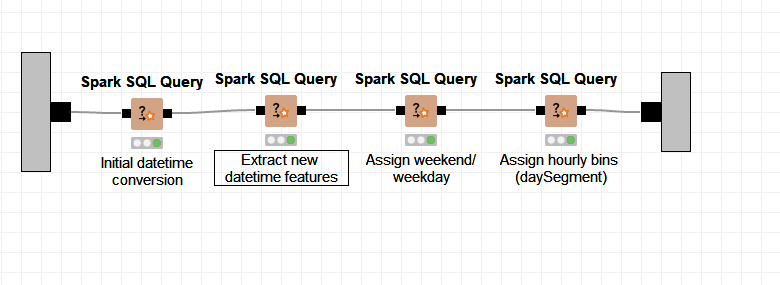 Spark SQL Query
Spark SQL Query
Spark SQL Query
Spark SQL Query
?
?
?
?
Initial datetime
conversion
Extract new
datetime features
Assign weekend/
weekday
Assign hourly bins
(daySegment)